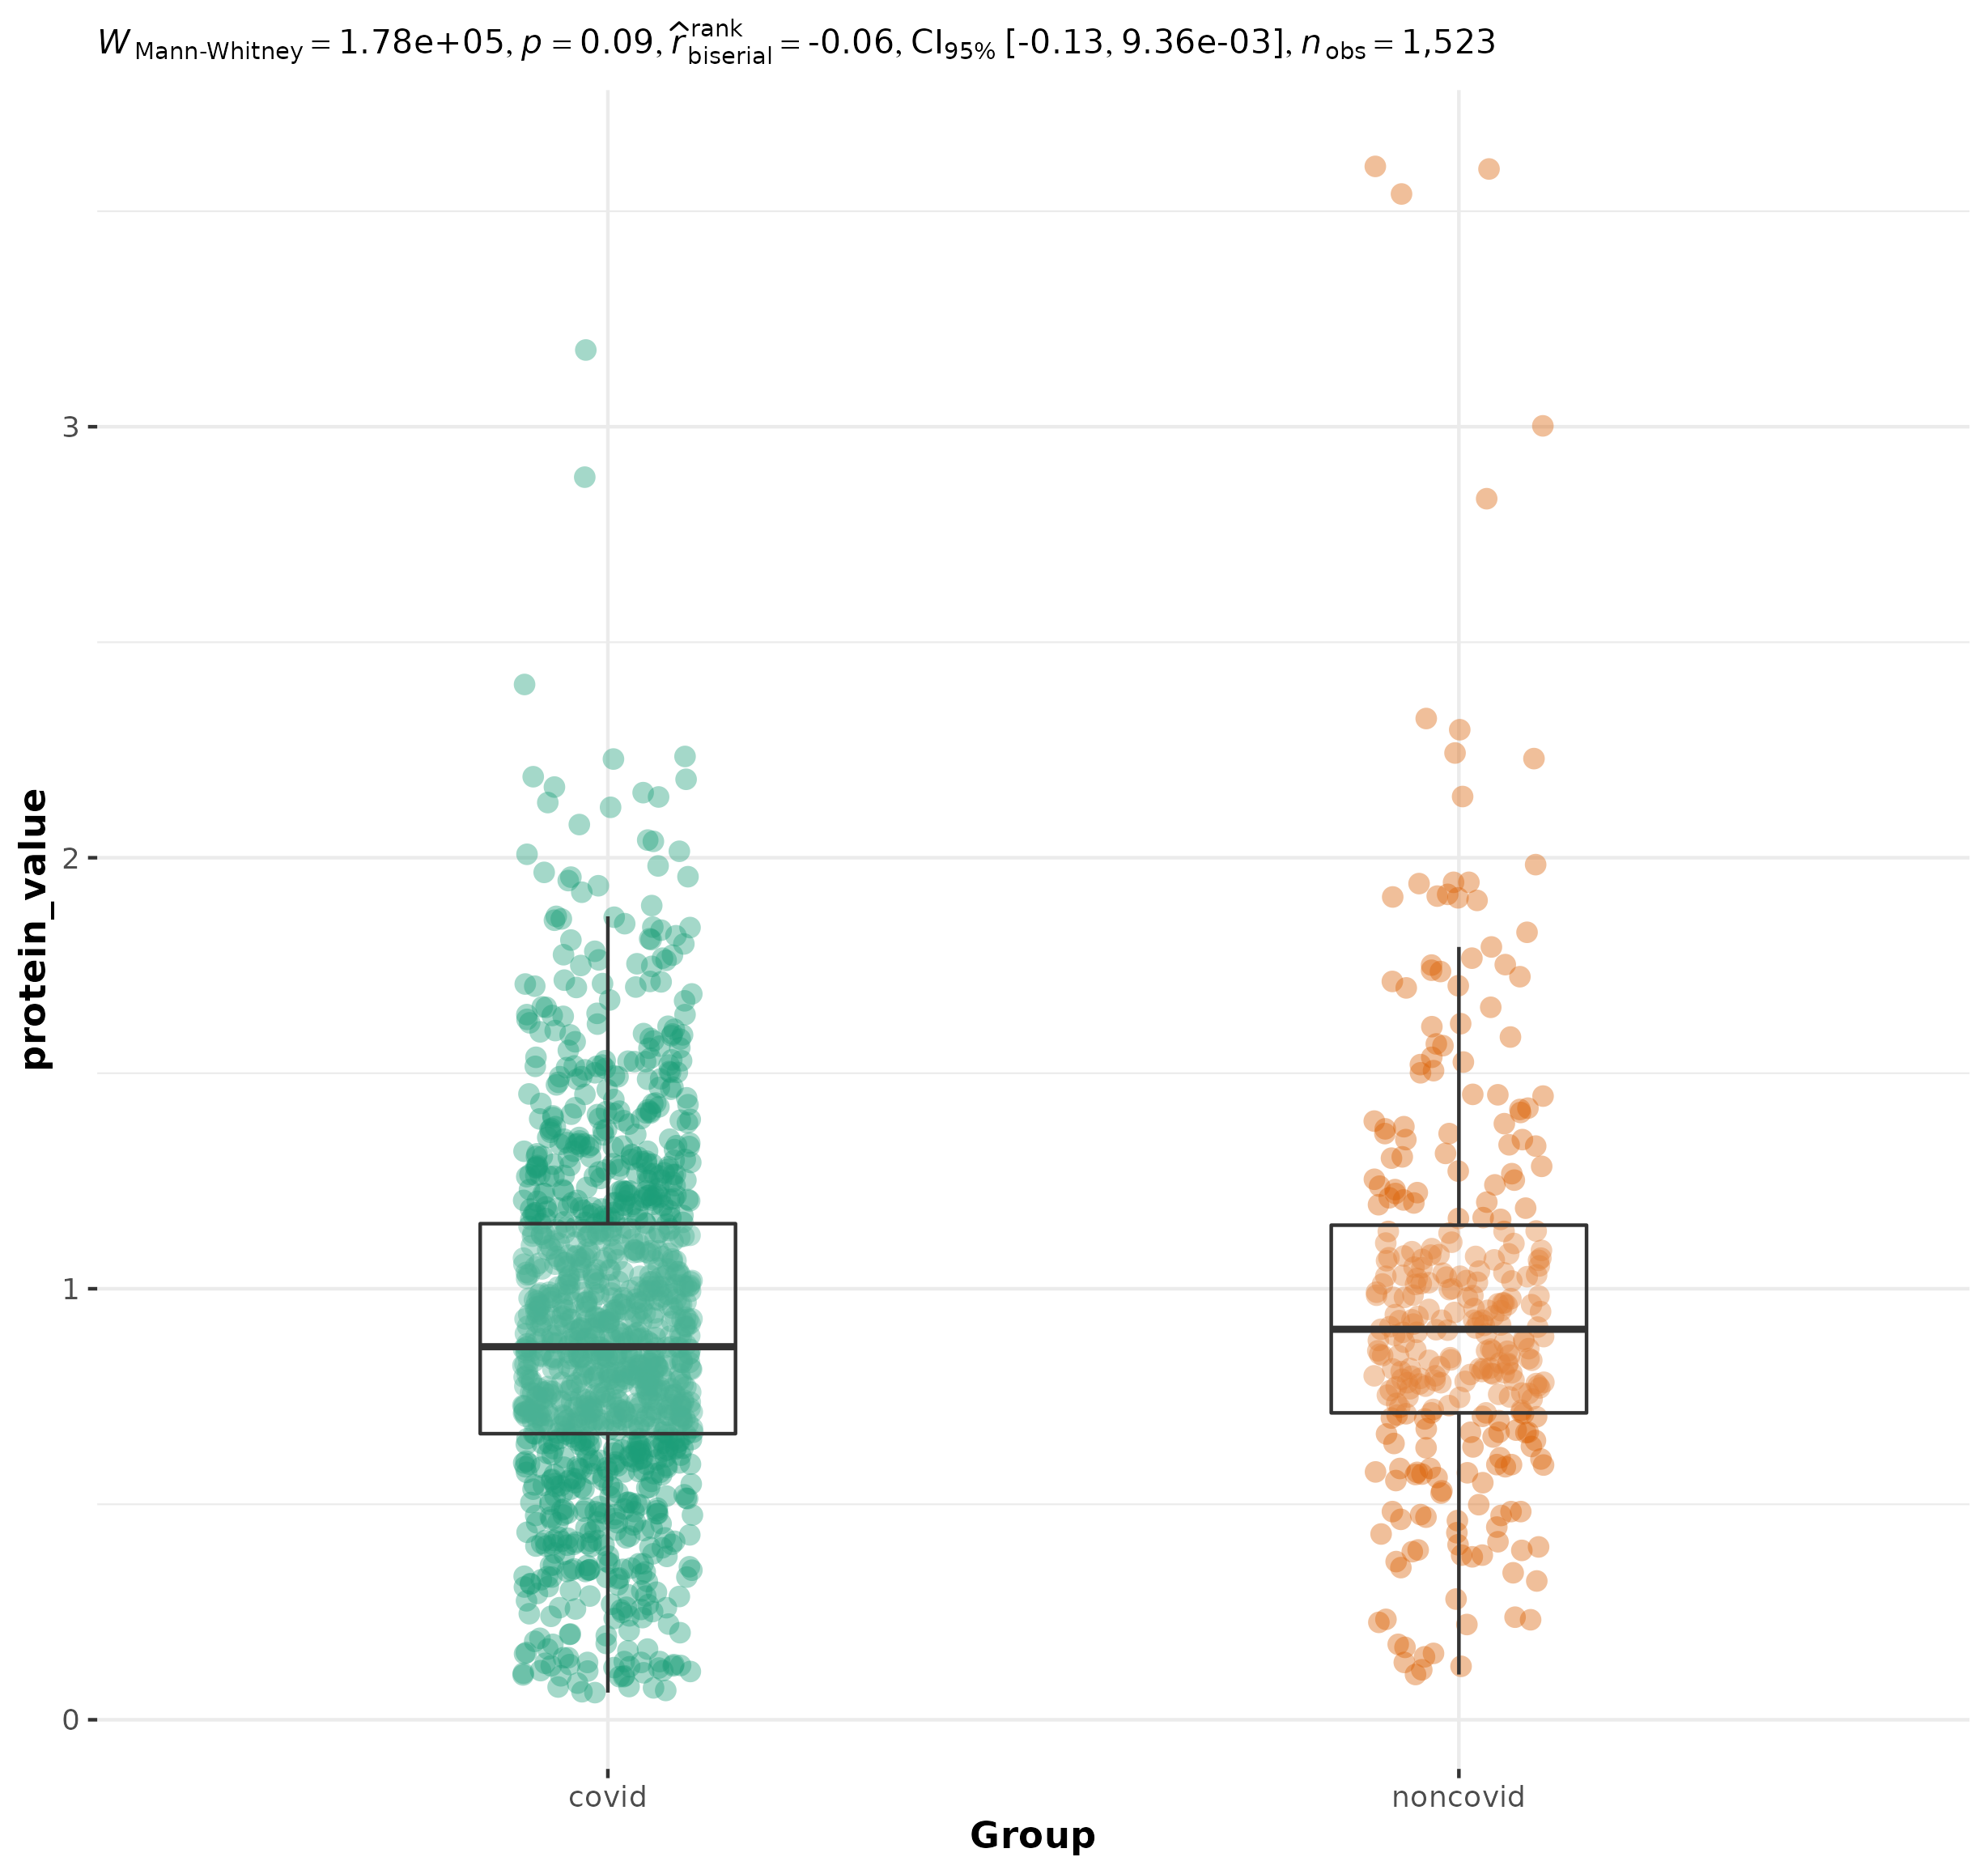 W Mann-Whitney = 1.78e+05, p = 0.09, r̂ rank biserial = -0.06, CI95% [-0.13, 9.36e-03], n obs = 1,523
protein_value
3
2
1
0
covid noncovid
Group